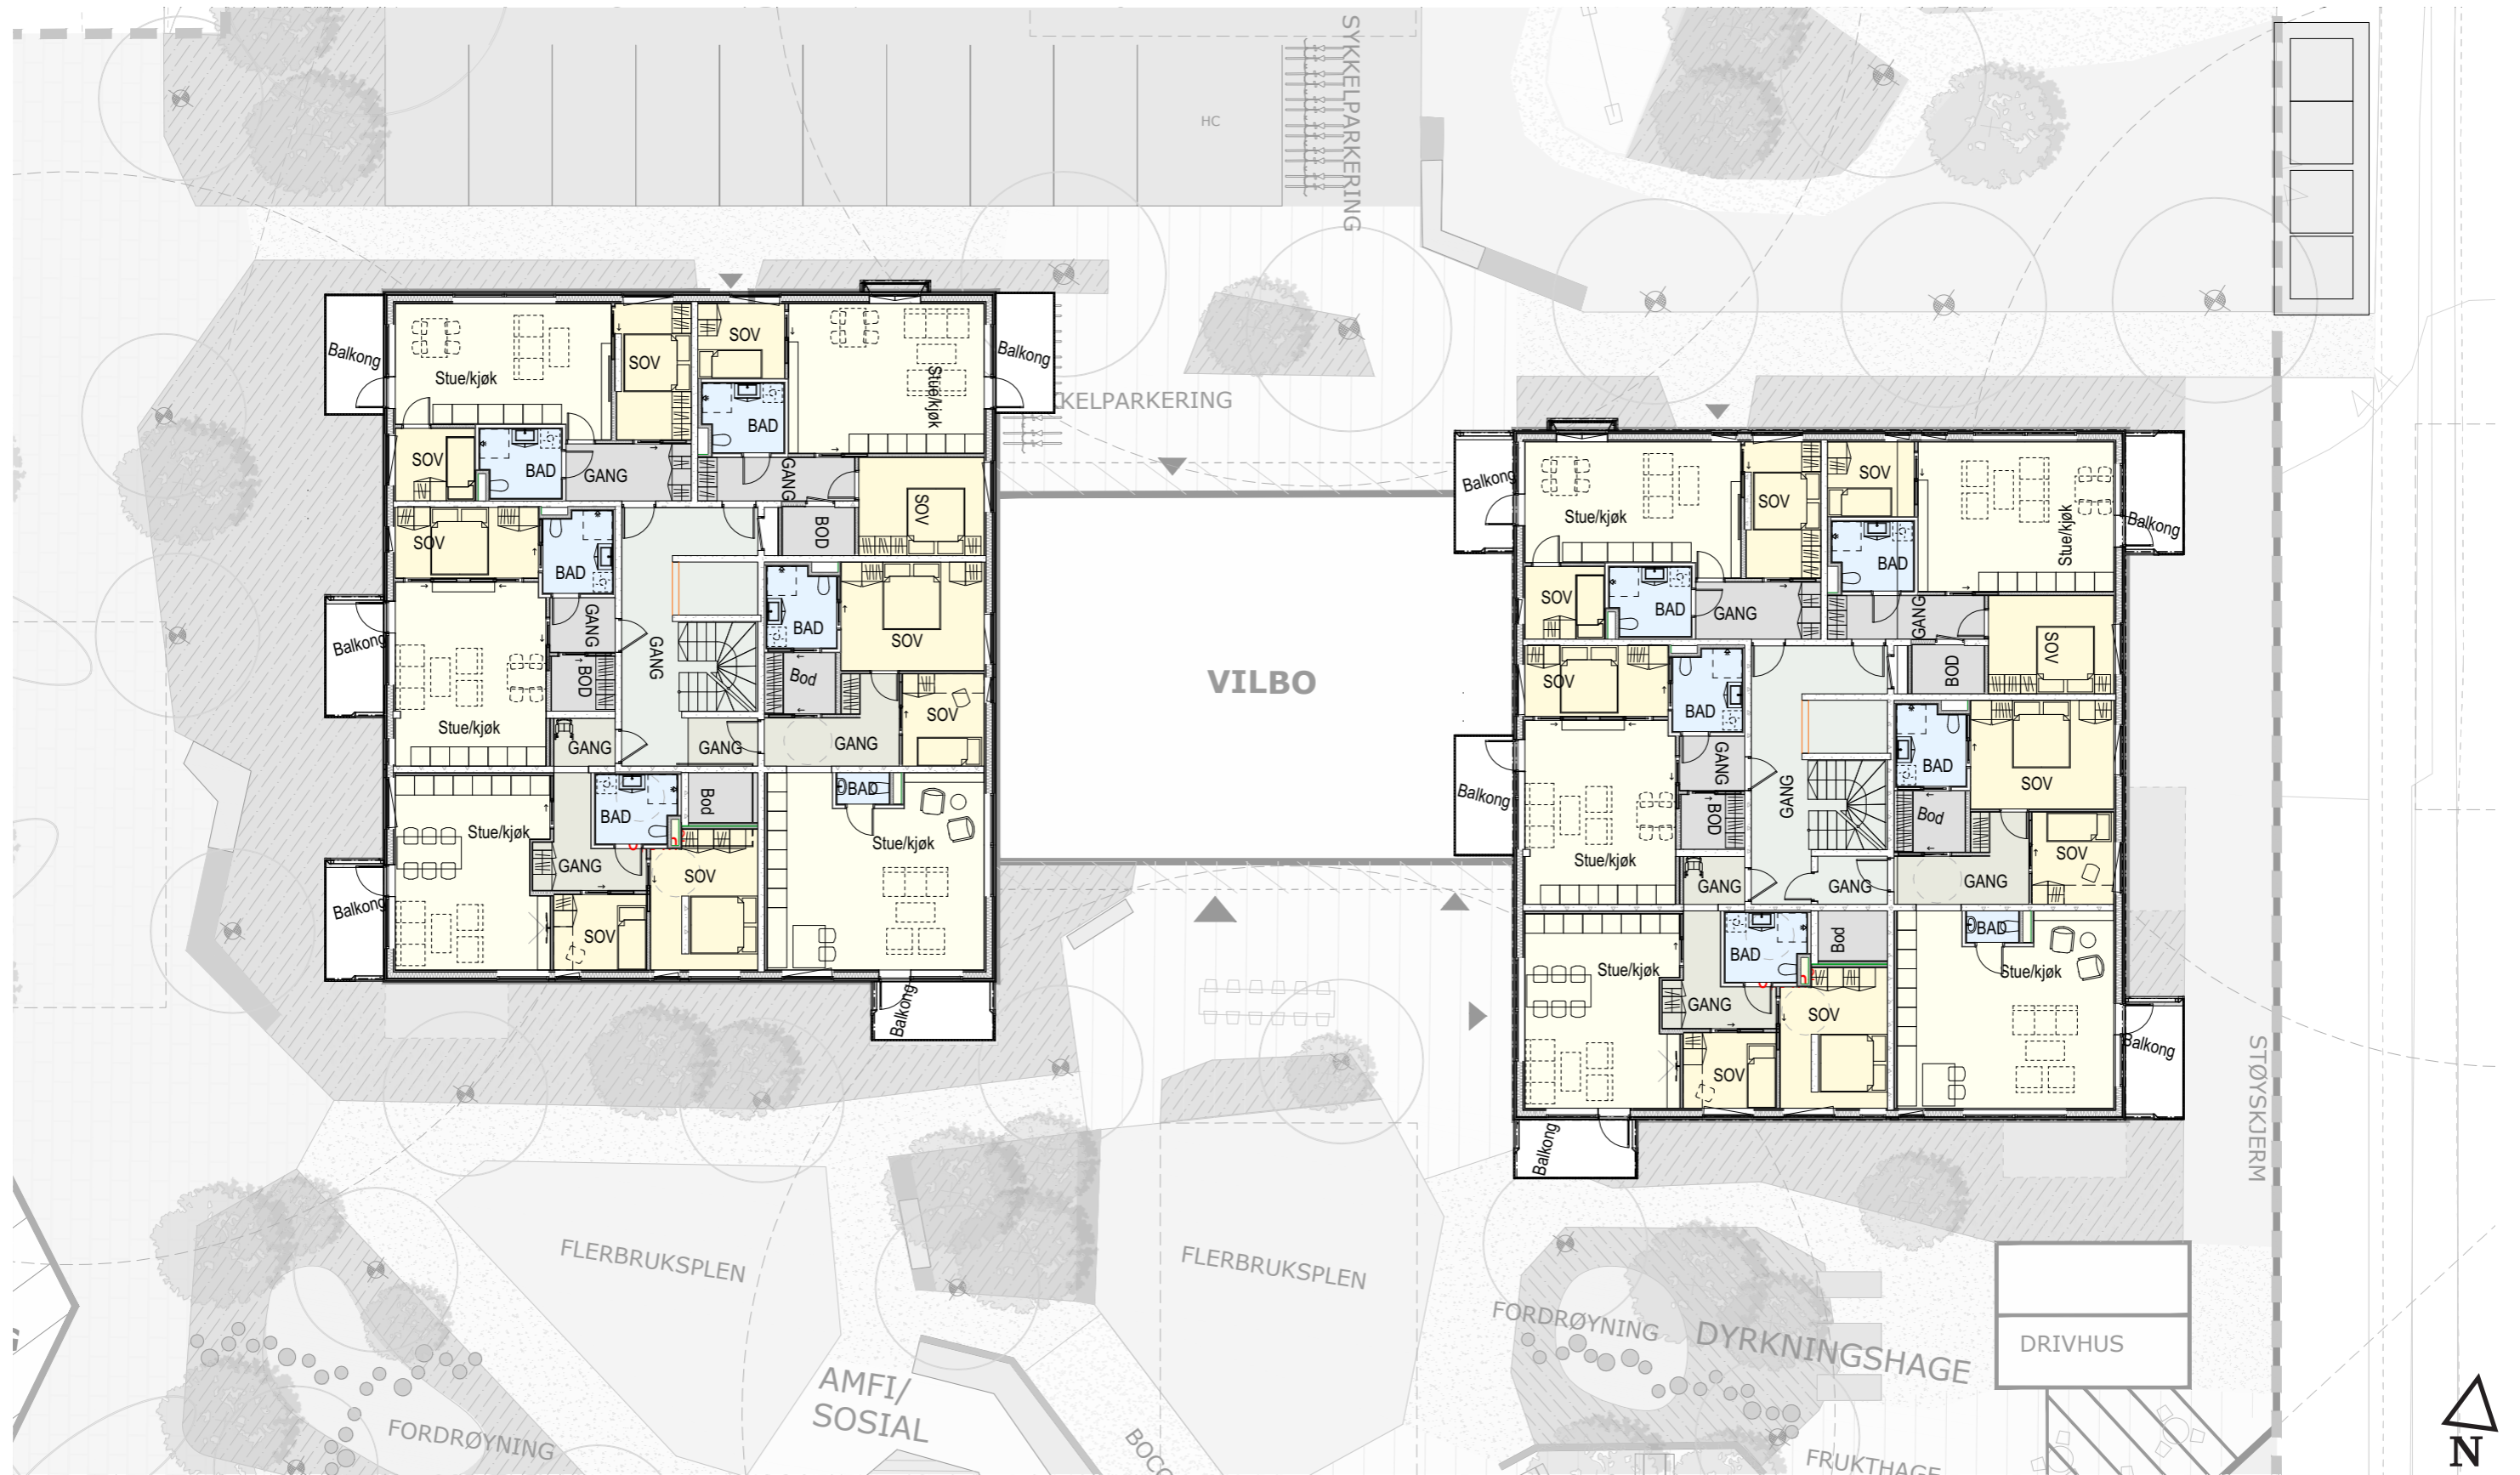 SYKKELPARKERING
HC
Balkong
Stue/kjøk
SOV
SOV
Stue/kjøk
Balkong
BAD
SOV
BAD
GANG
GANG
SOV
BOD
SOV
BAD
Balkong
GANG
BOD
GANG
BAD
SOV
Bod
SOV
Stue/kjøk
GANG
GANG
GANG
Stue/kjøk
BAD
Bod
BAD
Stue/kjøk
GANG
SOV
SOV
Balkong
Balkong
KELPARKERING
VILBO
Balkong
Stue/kjøk
SOV
SOV
Stue/kjøk
Balkong
BAD
SOV
BAD
GANG
GANG
SOV
BOD
SOV
BAD
Balkong
GANG
BOD
GANG
BAD
SOV
Bod
SOV
Stue/kjøk
GANG
GANG
GANG
Stue/kjøk
BAD
Bod
BAD
Stue/kjøk
GANG
SOV
SOV
Balkong
Balkong
STØYSKJERM
FLERBRUKSPLEN
FLERBRUKSPLEN
FORDRØYNING
DYRKNINGSHAGE
DRIVHUS
AMFI/
SOSIAL
FORDRØYNING
BOCC
FRUKTHAGE
N